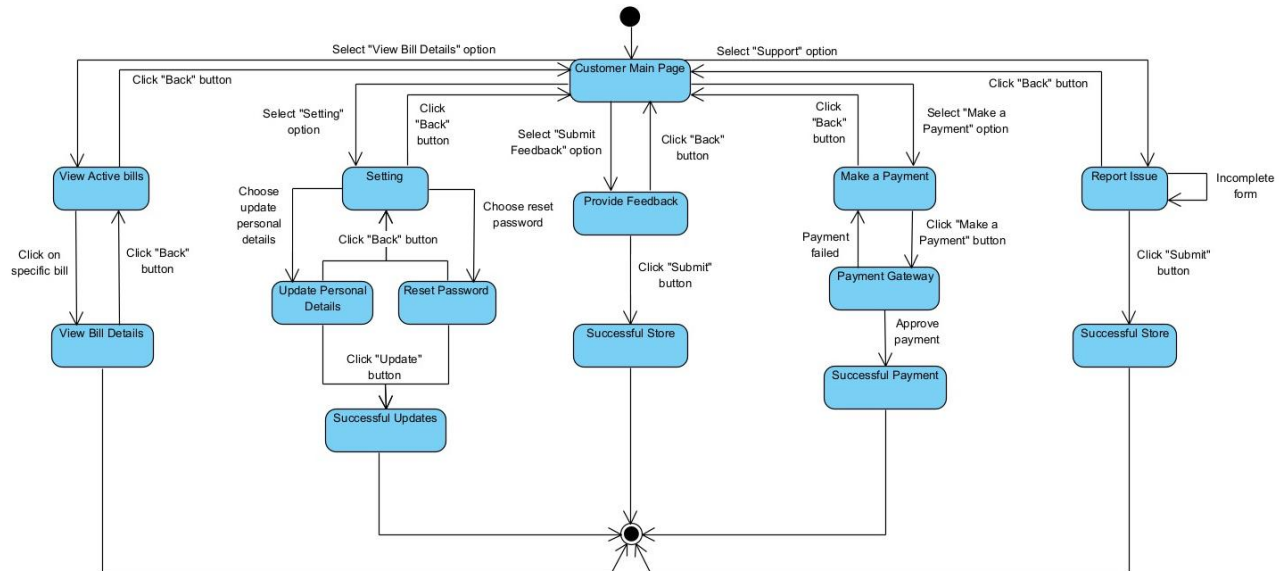 Select "View Bill Details" option
Select "Support" option
Customer Main Page
Click "Back" button
Click "Back" button
Select "Setting"
option
Click
"Back"
button
Select "Submit
Feedback" option
Click "Back"
button
Click
"Back"
button
Select "Make a
Payment" option
View Active bills
Setting
Provide Feedback
Make a Payment
Report Issue
Incomplete
form
Choose
update
personal
details
Choose reset
password
Click "Back" button
Click on
specific bill
Click "Back"
button
Payment
failed
Click "Make a
Payment" button
Click "Submit"
button
Click "Submit"
button
Update Personal
Details
Reset Password
Payment Gateway
View Bill Details
Successful Store
Approve
payment
Successful Store
Click "Update"
button
Successful Payment
Successful Updates